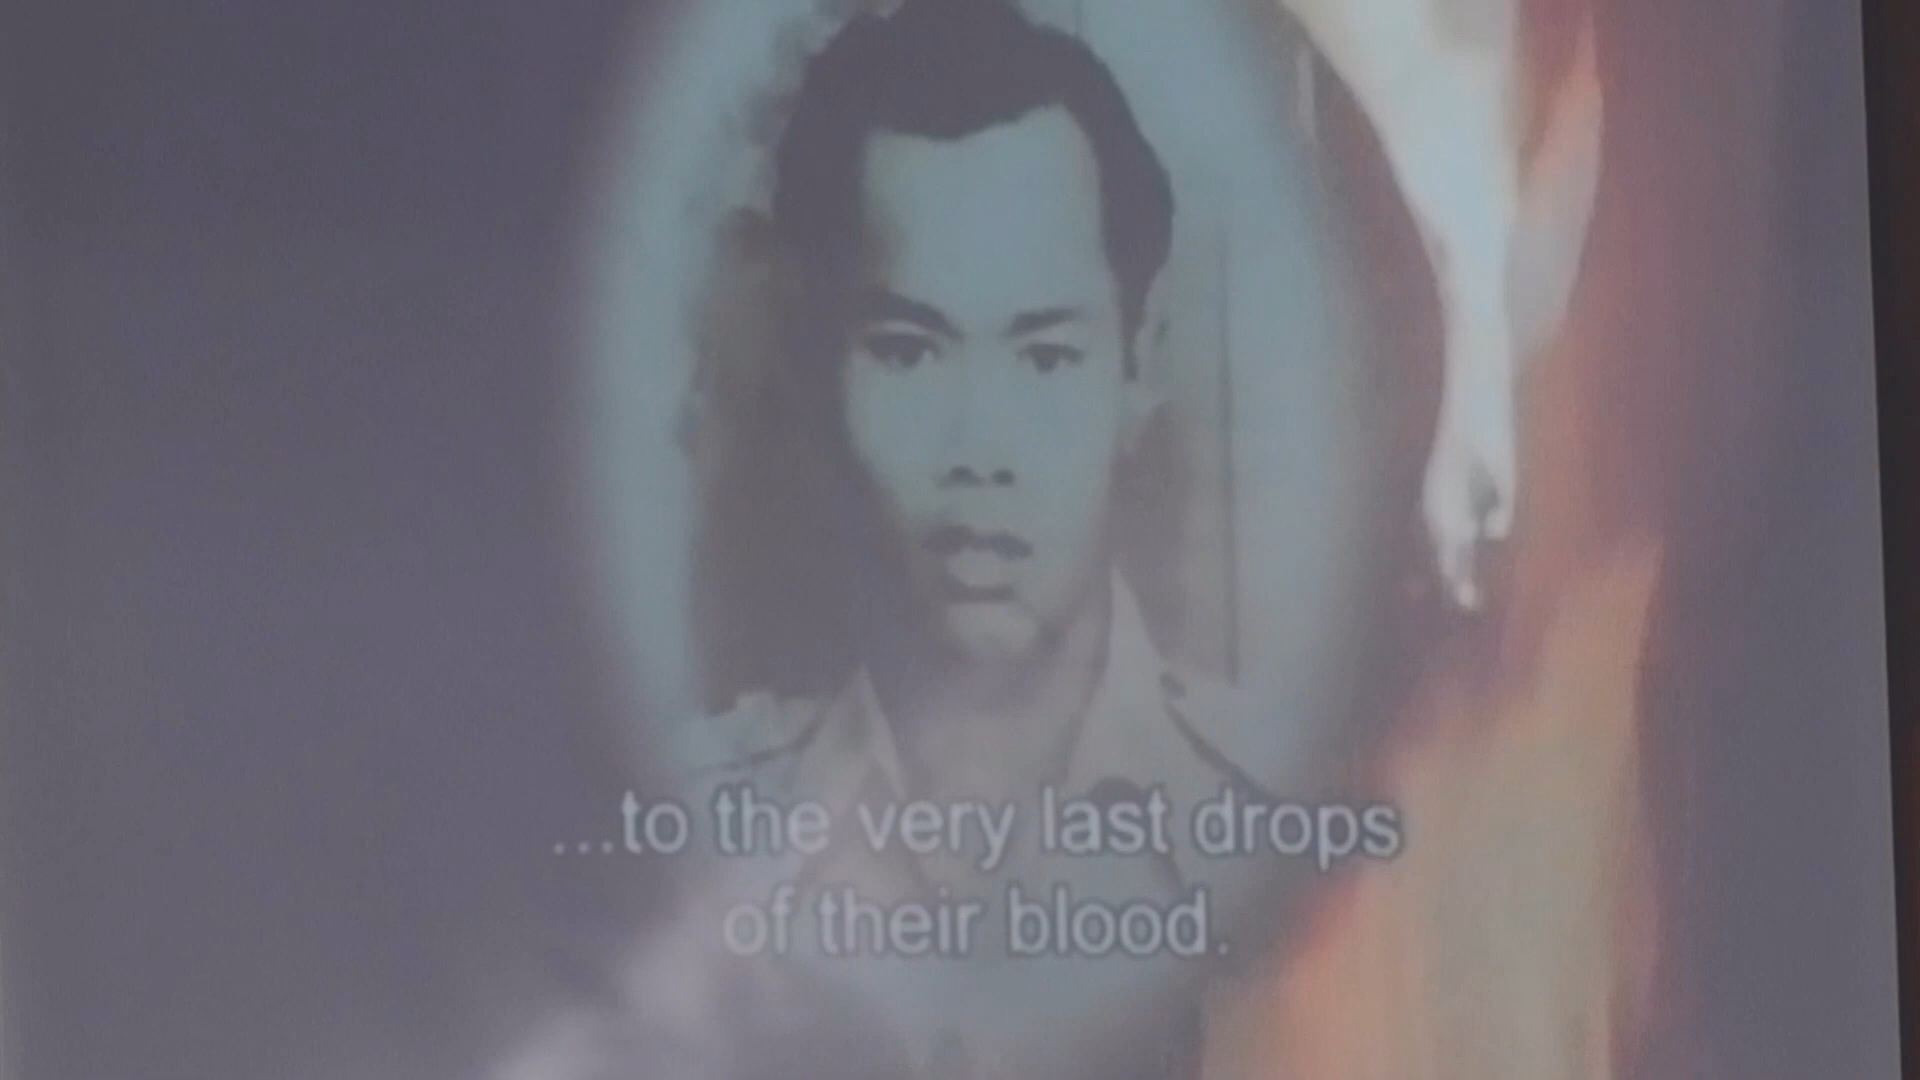 ...to the very last drops
of their blood.